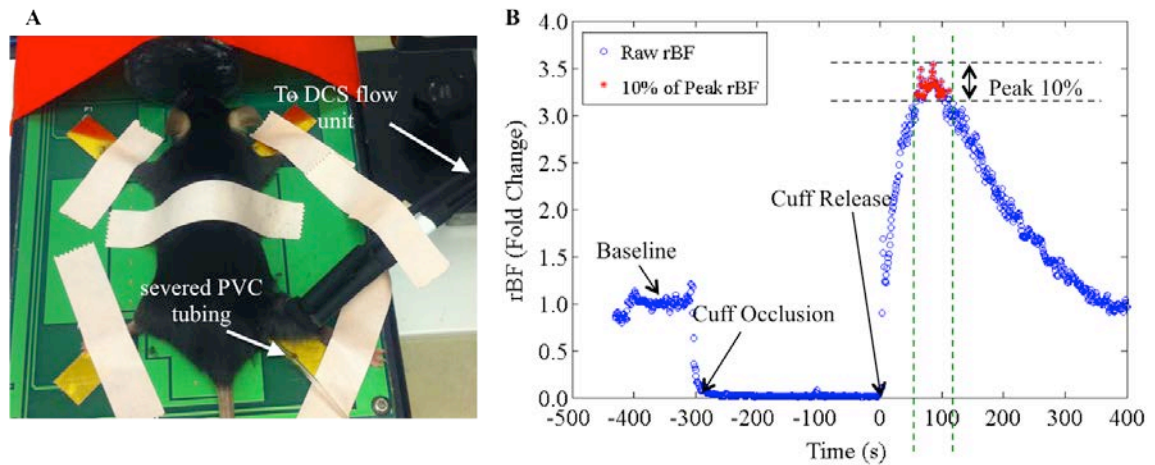 A
To DCS flow
unit
severed PVC
tubing
B
rBF (Fold Change)
4.0
3.5
3.0
2.5
2.0
1.5
1.0
0.5
0.0
Raw rBF
10% of Peak rBF
Peak 10%
Cuff Release
Baseline
Cuff Occlusion
-500 -400 -300 -200 -100 0 100 200 300 400
Time (s)